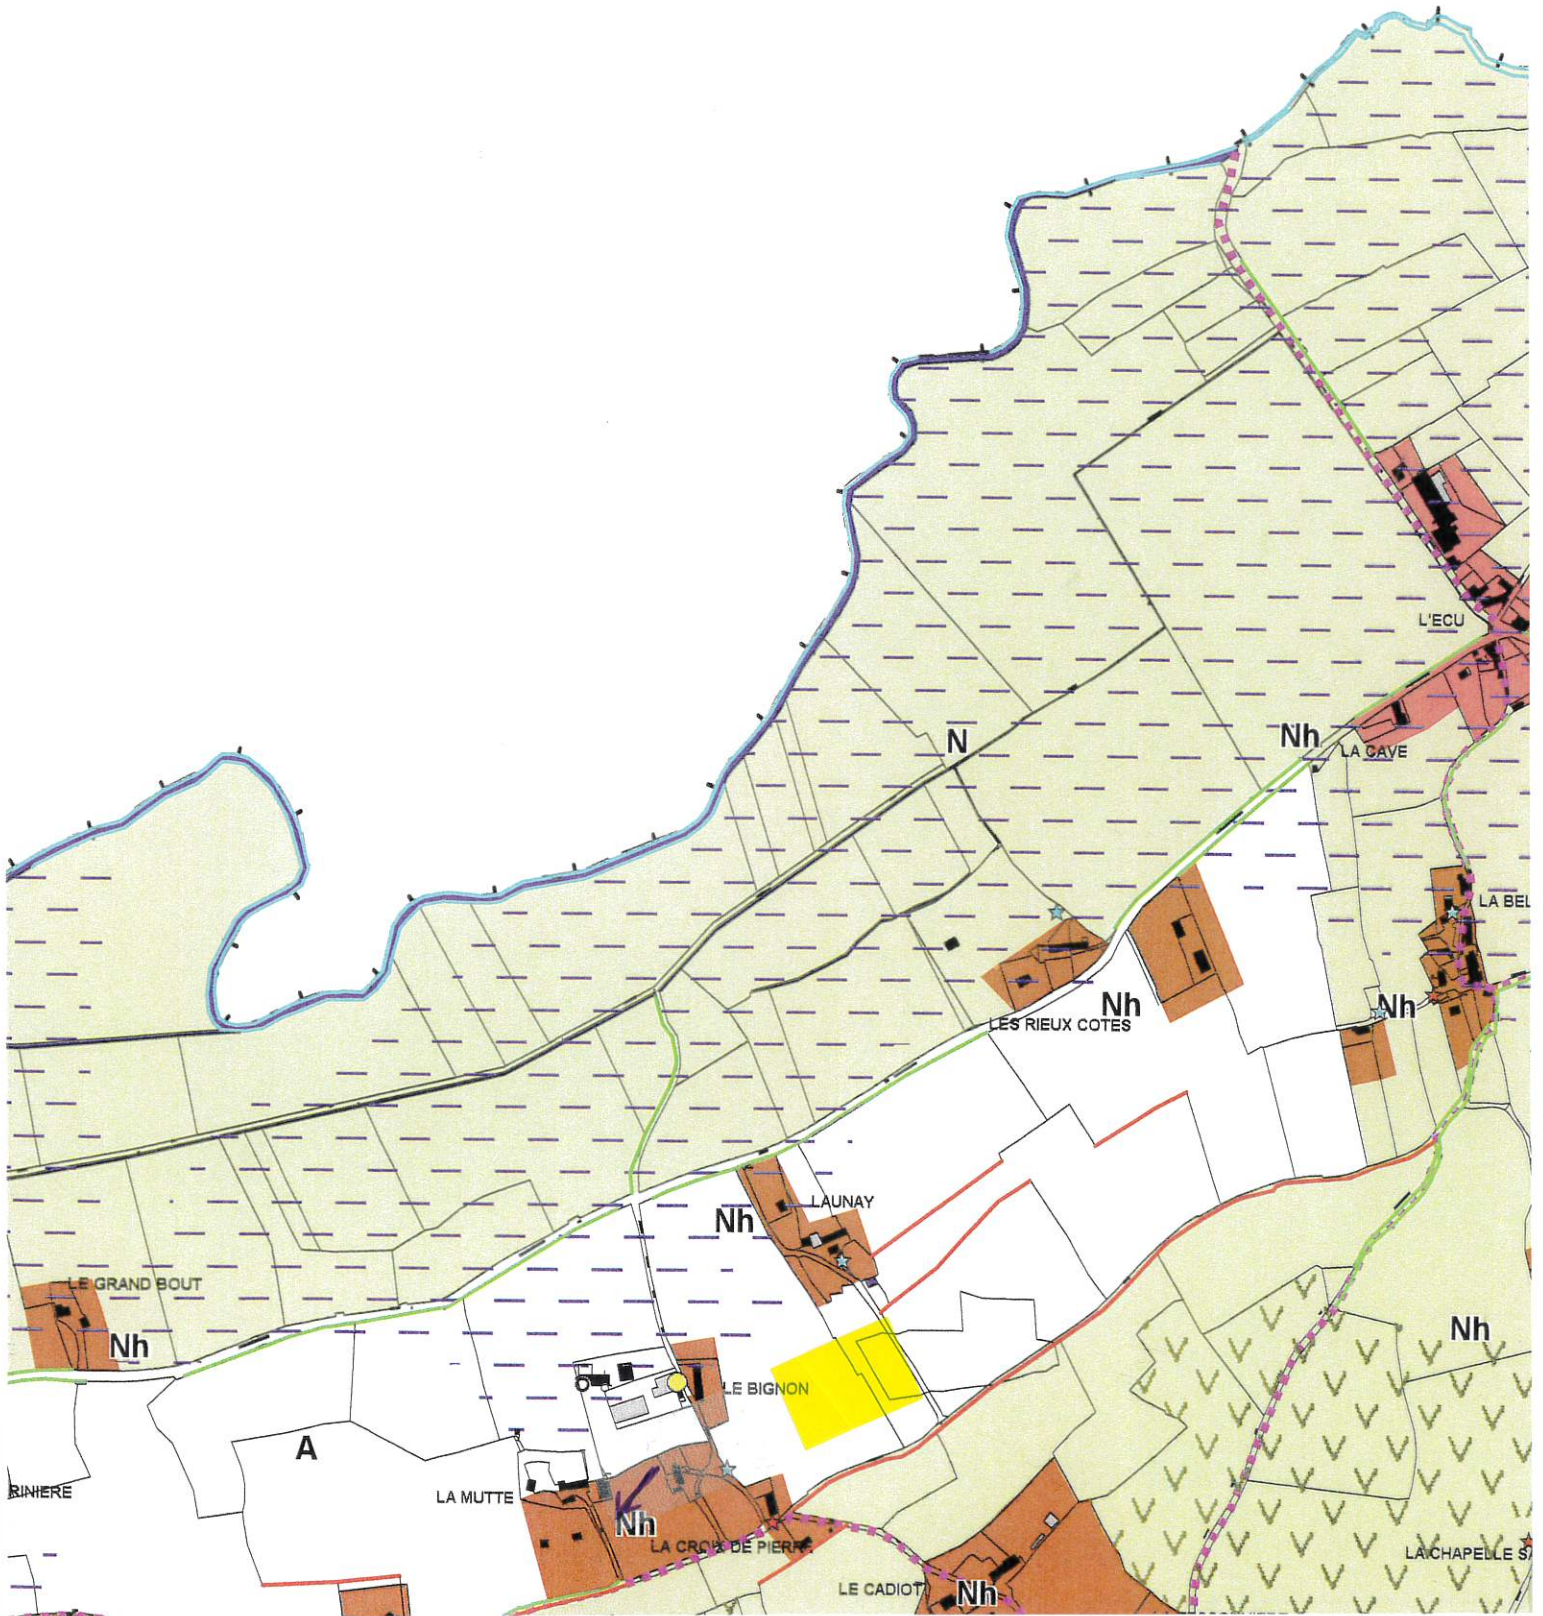 L'ECU
N
Nh
LA CAVE
LA BEL
Nh
Nh
LES RIEUX COTES
LAUNAY
Nh
LE GRAND BOUT
Nh
Nh
LE BIGNON
A
RINIERE
LA MUTTE
Nh
LA CROIX DE PIERRE
LA CHAPELLE SA
LE CADIOT
Nh